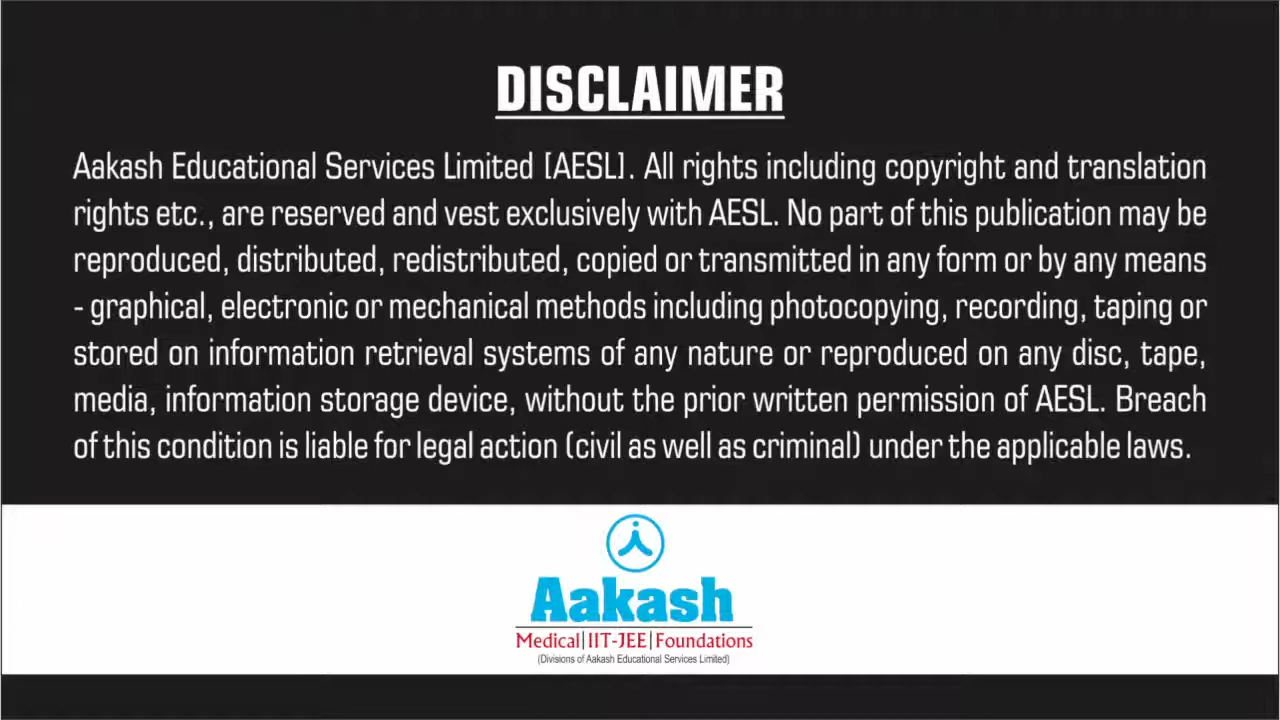 DISCLAIMER
Aakash Educational Services Limited [AESL]. All rights including copyright and translation
rights etc., are reserved and vest exclusively with AESL. No part of this publication may be
reproduced, distributed, redistributed, copied or transmitted in any form or by any means
- graphical, electronic or mechanical methods including photocopying, recording, taping or
stored on information retrieval systems of any nature or reproduced on any disc, tape,
media, information storage device, without the prior written permission of AESL. Breach
of this condition is liable for legal action (civil as well as criminal) under the applicable laws.
Aakash
Medical|IIT-JEE|Foundations
(Divisions of Aakash Educational Services Limited)